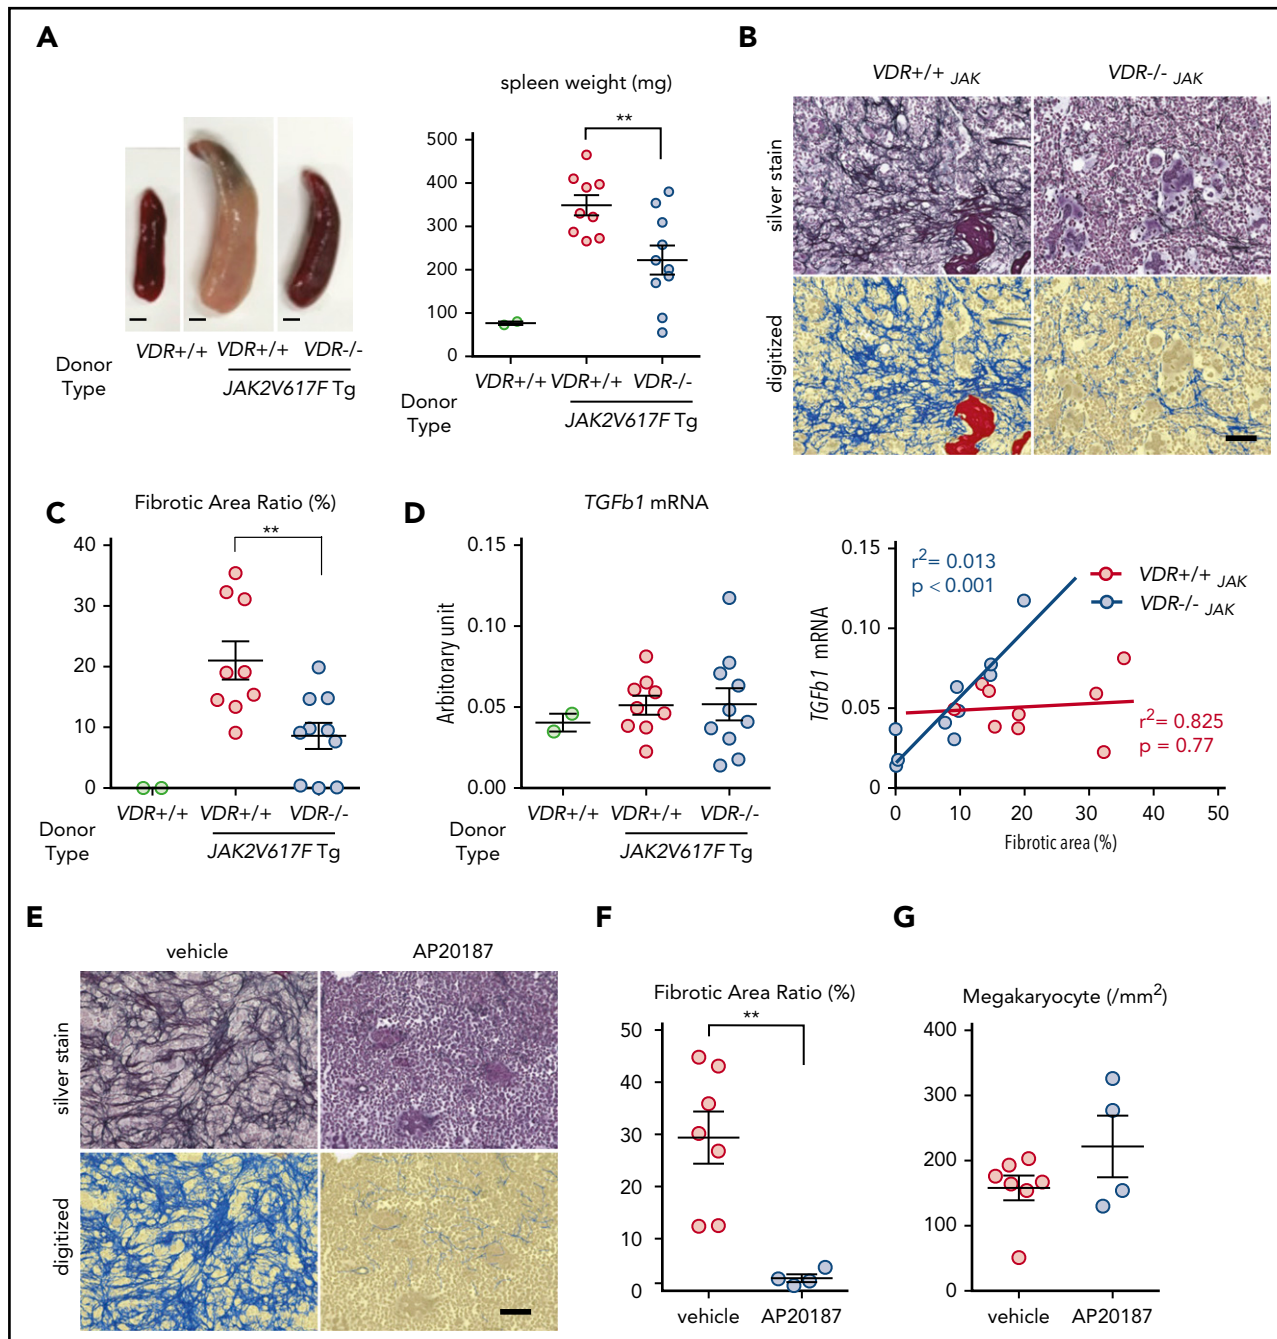 A
spleen weight (mg)
**
500
400
300
200
100
0
VDR+/+ VDR+/+ VDR-/-
Donor
Type
JAK2V617F Tg
VDR+/+ VDR+/+ VDR-/-
Donor
Type
JAK2V617F Tg
B
VDR+/+ JAK
VDR-/- JAK
silver stain
digitized
C
Fibrotic Area Ratio (%)
**
40
30
20
10
0
VDR+/+ VDR+/+ VDR-/-
Donor
Type
JAK2V617F Tg
D
TGFb1 mRNA
Arbitorary unit
0.15
0.10
0.05
0.00
VDR+/+ VDR+/+ VDR-/-
Donor
Type
JAK2V617F Tg
TGFb1 mRNA
0.15
0.10
0.05
0
r2= 0.013
p < 0.001
VDR+/+ JAK
VDR-/- JAK
r2= 0.825
p = 0.77
0 10 20 30 40 50
Fibrotic area (%)
E
vehicle
AP20187
silver stain
digitized
F
Fibrotic Area Ratio (%)
**
50
40
30
20
10
0
vehicle AP20187
G
Megakaryocyte (/mm2)
400
300
200
100
0
vehicle AP20187